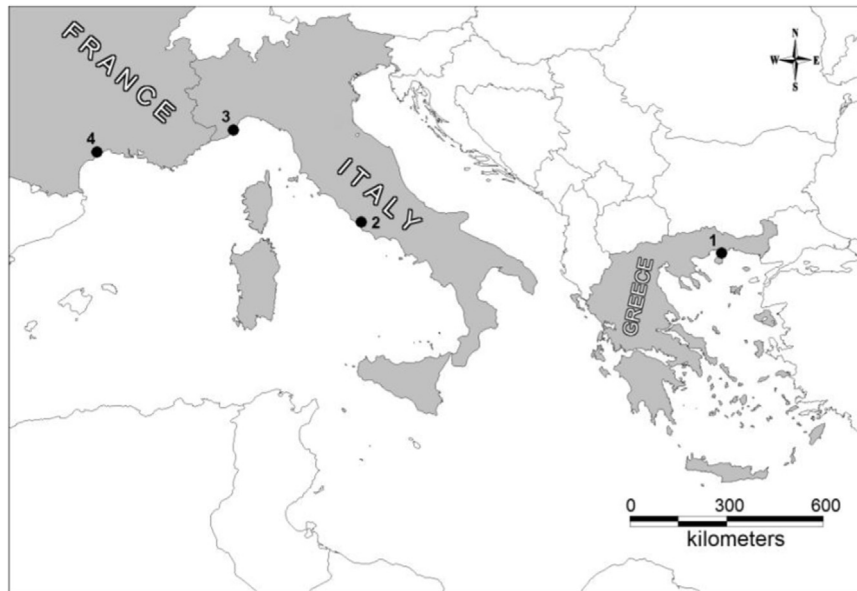 FRANCE
N
W E
S
3
4
ITALY
2
1
GREECE
0 300 600
kilometers